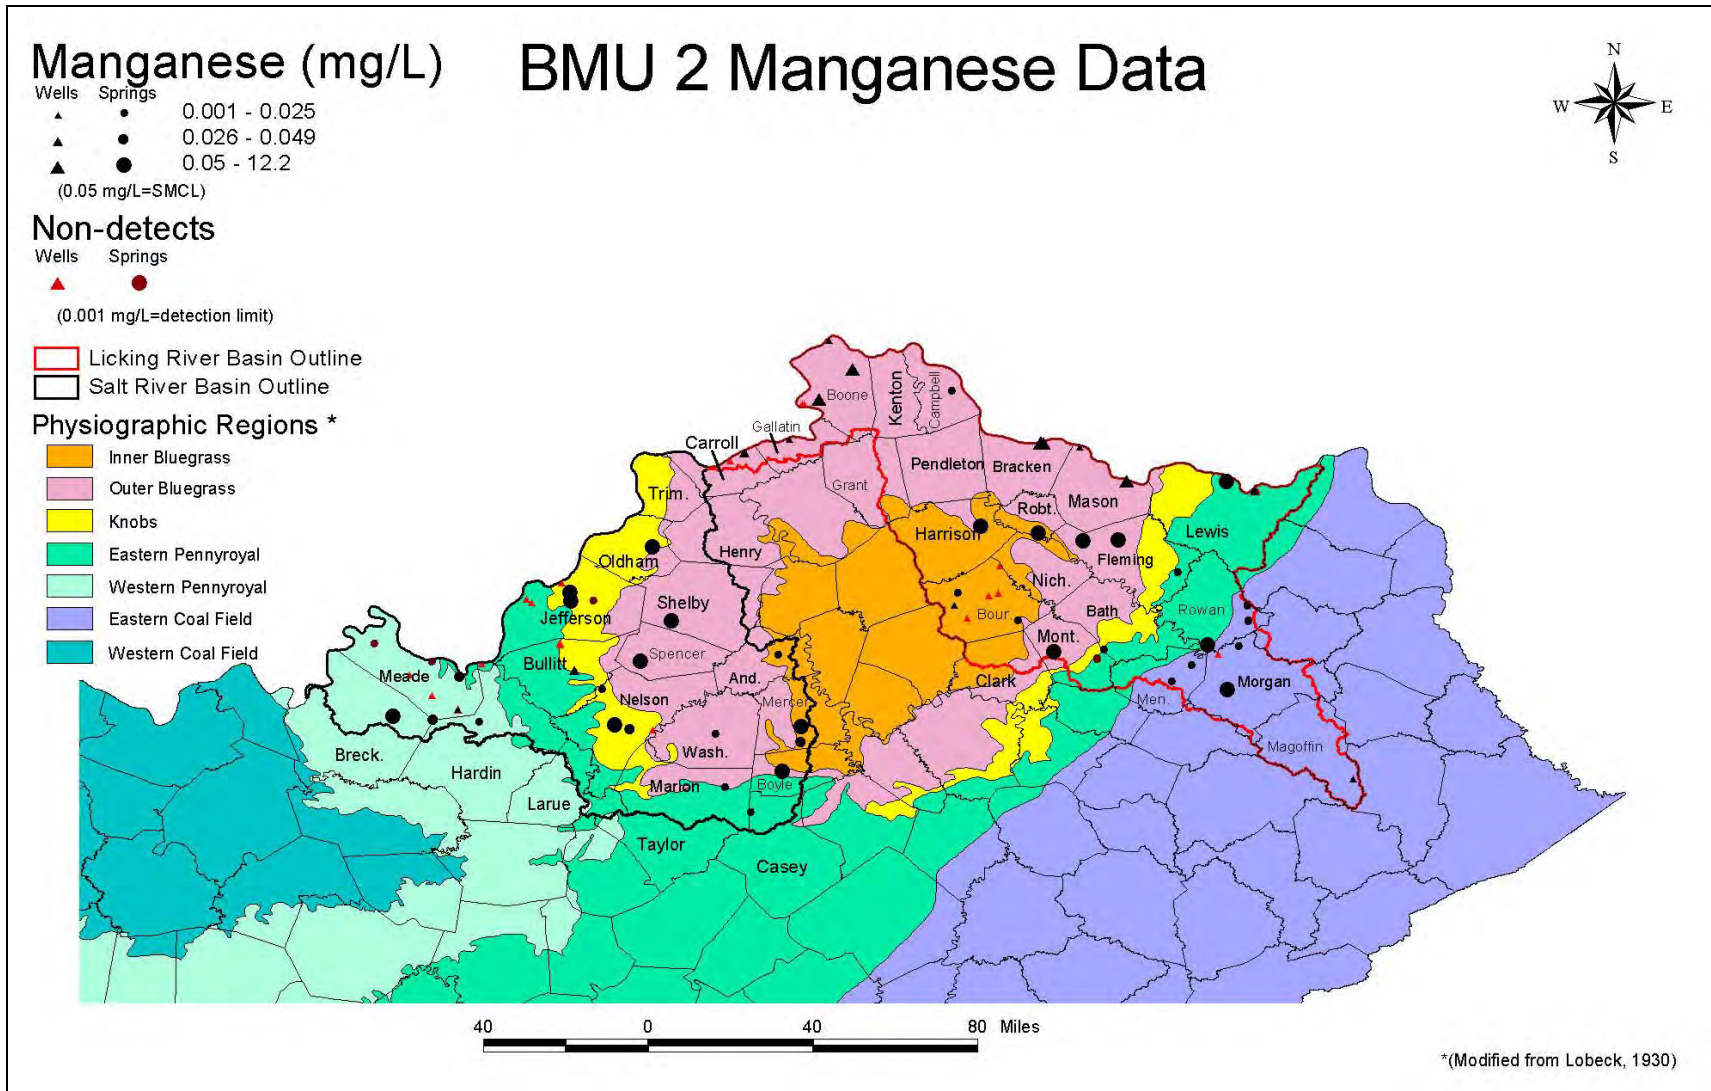 Manganese (mg/L)
BMU 2 Manganese Data
Wells Springs
0.001 - 0.025
0.026 - 0.049
0.05 - 12.2
(0.05 mg/L=SMCL)
Non-detects
Wells Springs
(0.001 mg/L=detection limit)
Licking River Basin Outline
Salt River Basin Outline
Physiographic Regions *
Inner Bluegrass
Outer Bluegrass
Knobs
Eastern Pennyroyal
Western Pennyroyal
Eastern Coal Field
Western Coal Field
N
W E
S
Boone
Kenton
Campbell
Gallatin
Carroll
Pendleton
Bracken
Grant
Trim.
Mason
Robt.
Harrison
Lewis
Henry
Oldham
Fleming
Nich.
Shelby
Jefferson
Bour.
Bath
Rowan
Mont.
Spencer
Bullitt
Meade
And.
Clark
Morgan
Nelson
Mercer
Men.
Magoffin
Wash.
Breck.
Hardin
Marion
Boyle
Larue
Taylor
Casey
40 0 40 80 Miles
*(Modified from Lobeck, 1930)